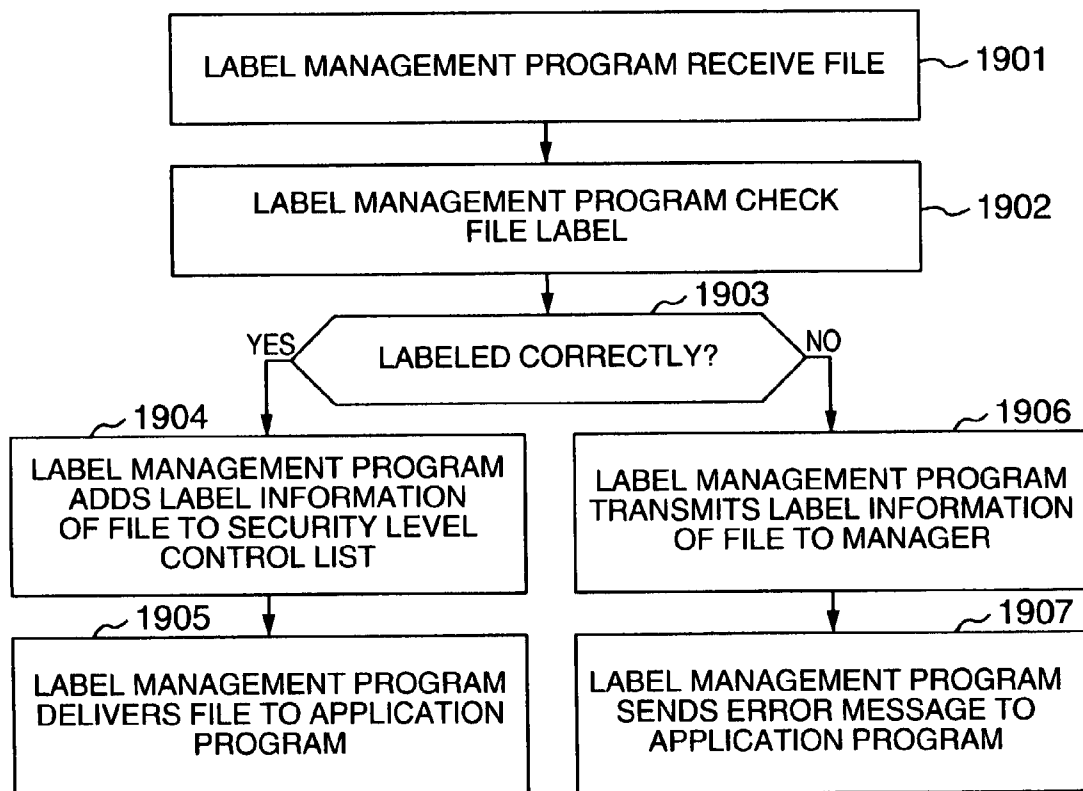 LABEL MANAGEMENT PROGRAM RECEIVE FILE
1901
LABEL MANAGEMENT PROGRAM CHECK
FILE LABEL
1902
1903
YES
LABELED CORRECTLY?
NO
1904
LABEL MANAGEMENT PROGRAM
ADDS LABEL INFORMATION
OF FILE TO SECURITY LEVEL
CONTROL LIST
1906
LABEL MANAGEMENT PROGRAM
TRANSMITS LABEL INFORMATION
OF FILE TO MANAGER
1905
LABEL MANAGEMENT PROGRAM
DELIVERS FILE TO APPLICATION
PROGRAM
1907
LABEL MANAGEMENT PROGRAM
SENDS ERROR MESSAGE TO
APPLICATION PROGRAM